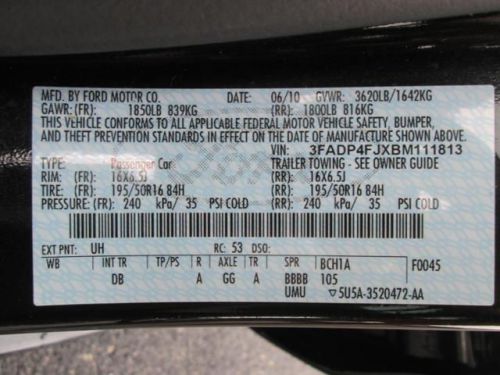 MFD. BY FORD MOTOR CO. DATE: 06/10 GVWR: 3620LB/1642KG
GAWR: (FR): 1850LB 839KG (RR): 1800LB 816KG
THIS VEHICLE CONFORMS TO ALL APPLICABLE FEDERAL MOTOR VEHICLE SAFETY, BUMPER,
AND THEFT PREVENTION STANDARDS IN EFFECT ON THE DATE OF MANUFACTURE SHOWN ABOVE.
VIN: 3FADP4FJXBM111813
TYPE: Passenger Car TRAILER TOWING - SEE OWNER GUIDE
RIM: (FR): 16X6.5J (RR): 16X6.5J
TIRE: (FR): 195/50R16 84H (RR): 195/50R16 84H
PRESS (FR): 240 kPa/ 35 PSI COLD (RR): 240 kPa/ 35 PSI COLD
EXT PNT: UH RC: 53 DSO:
WB INT TR TP/PS R AXLE TR SPR BCH1A F0045
DB A GG A BBBB 105
UMU ▽5U5A-3520472-AA